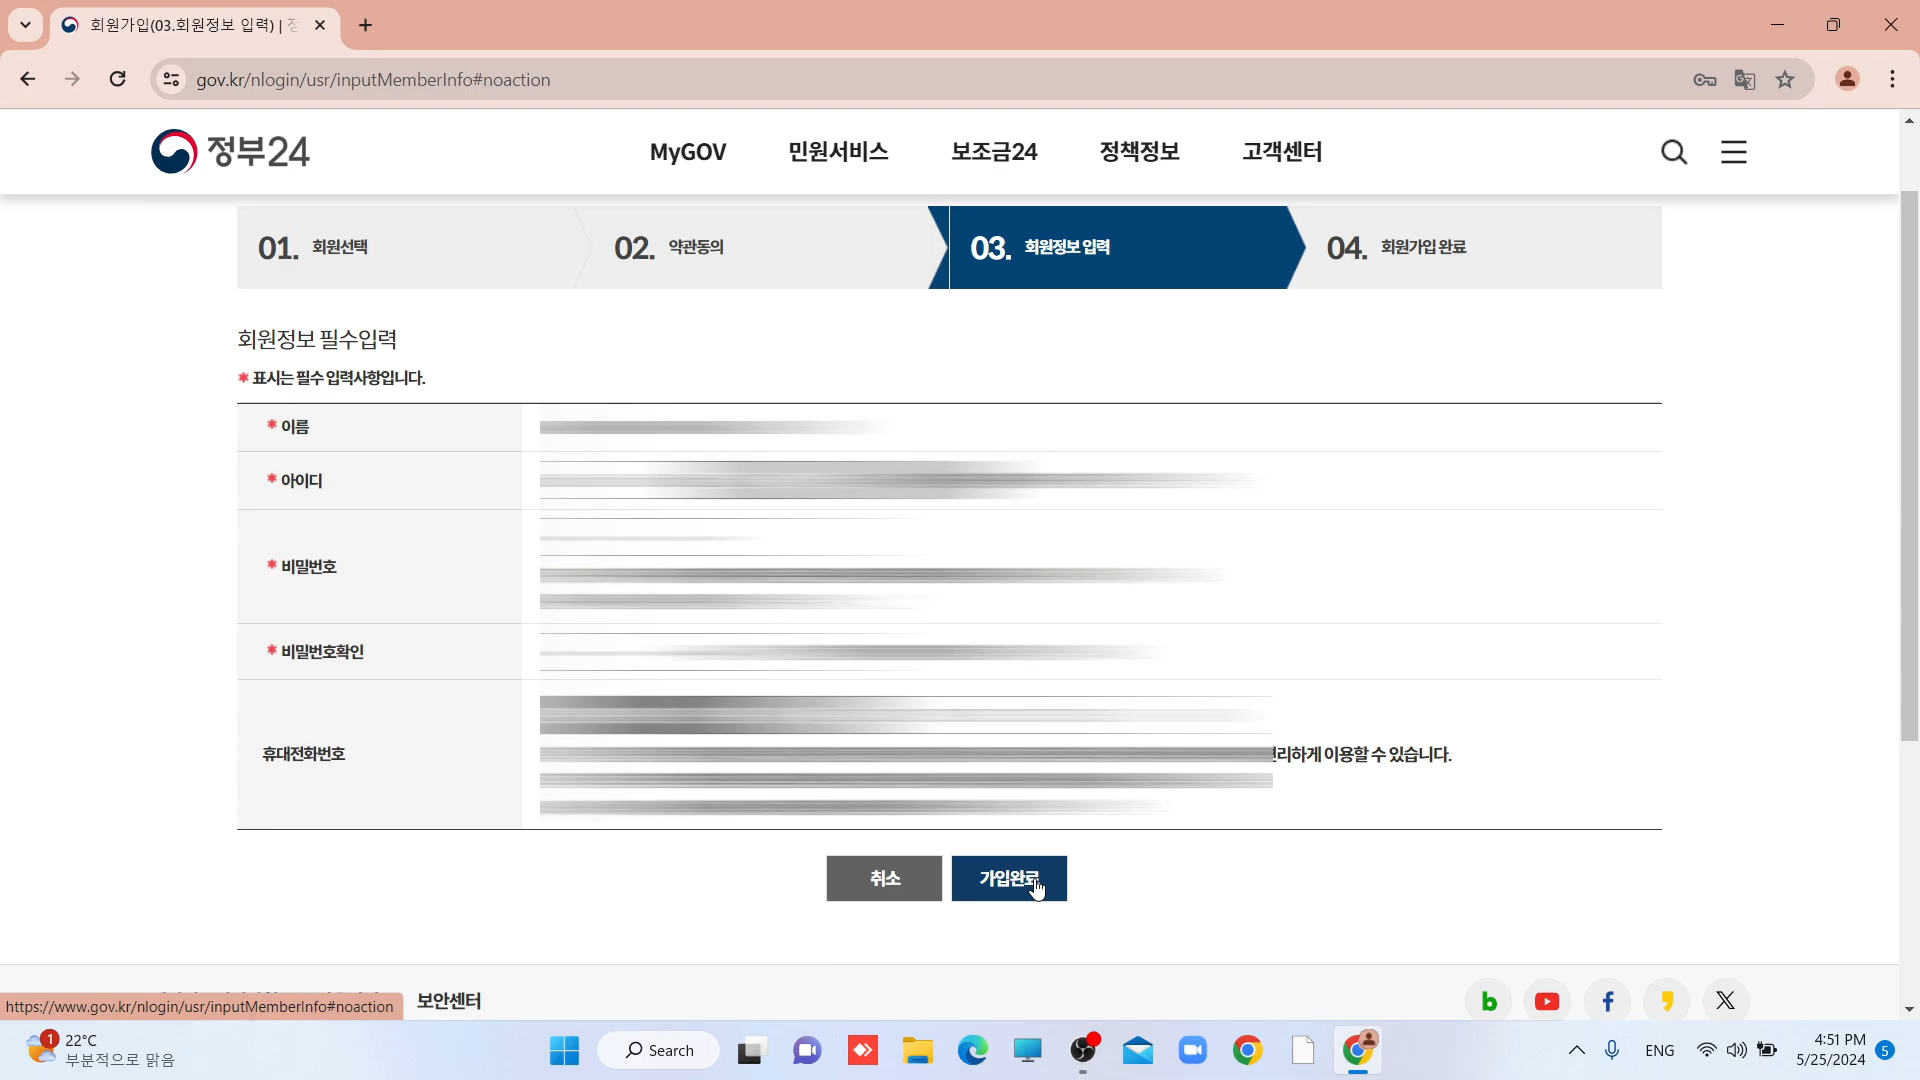 회원가입(03.회원정보 입력) | 정
gov.kr/nlogin/usr/inputMemberInfo#noaction
정부24
MyGOV
민원서비스
보조금24
정책정보
고객센터
01. 회원선택
02. 약관동의
03. 회원정보 입력
04. 회원가입 완료
회원정보 필수입력
* 표시는 필수 입력사항입니다.
* 이름
* 아이디
* 비밀번호
* 비밀번호확인
휴대전화번호
리하게 이용할 수 있습니다.
취소
가입완료
보안센터
https://www.gov.kr/nlogin/usr/inputMemberInfo#noaction
1
22°C
부분적으로 맑음
Search
ENG
4:51 PM
5/25/2024
5